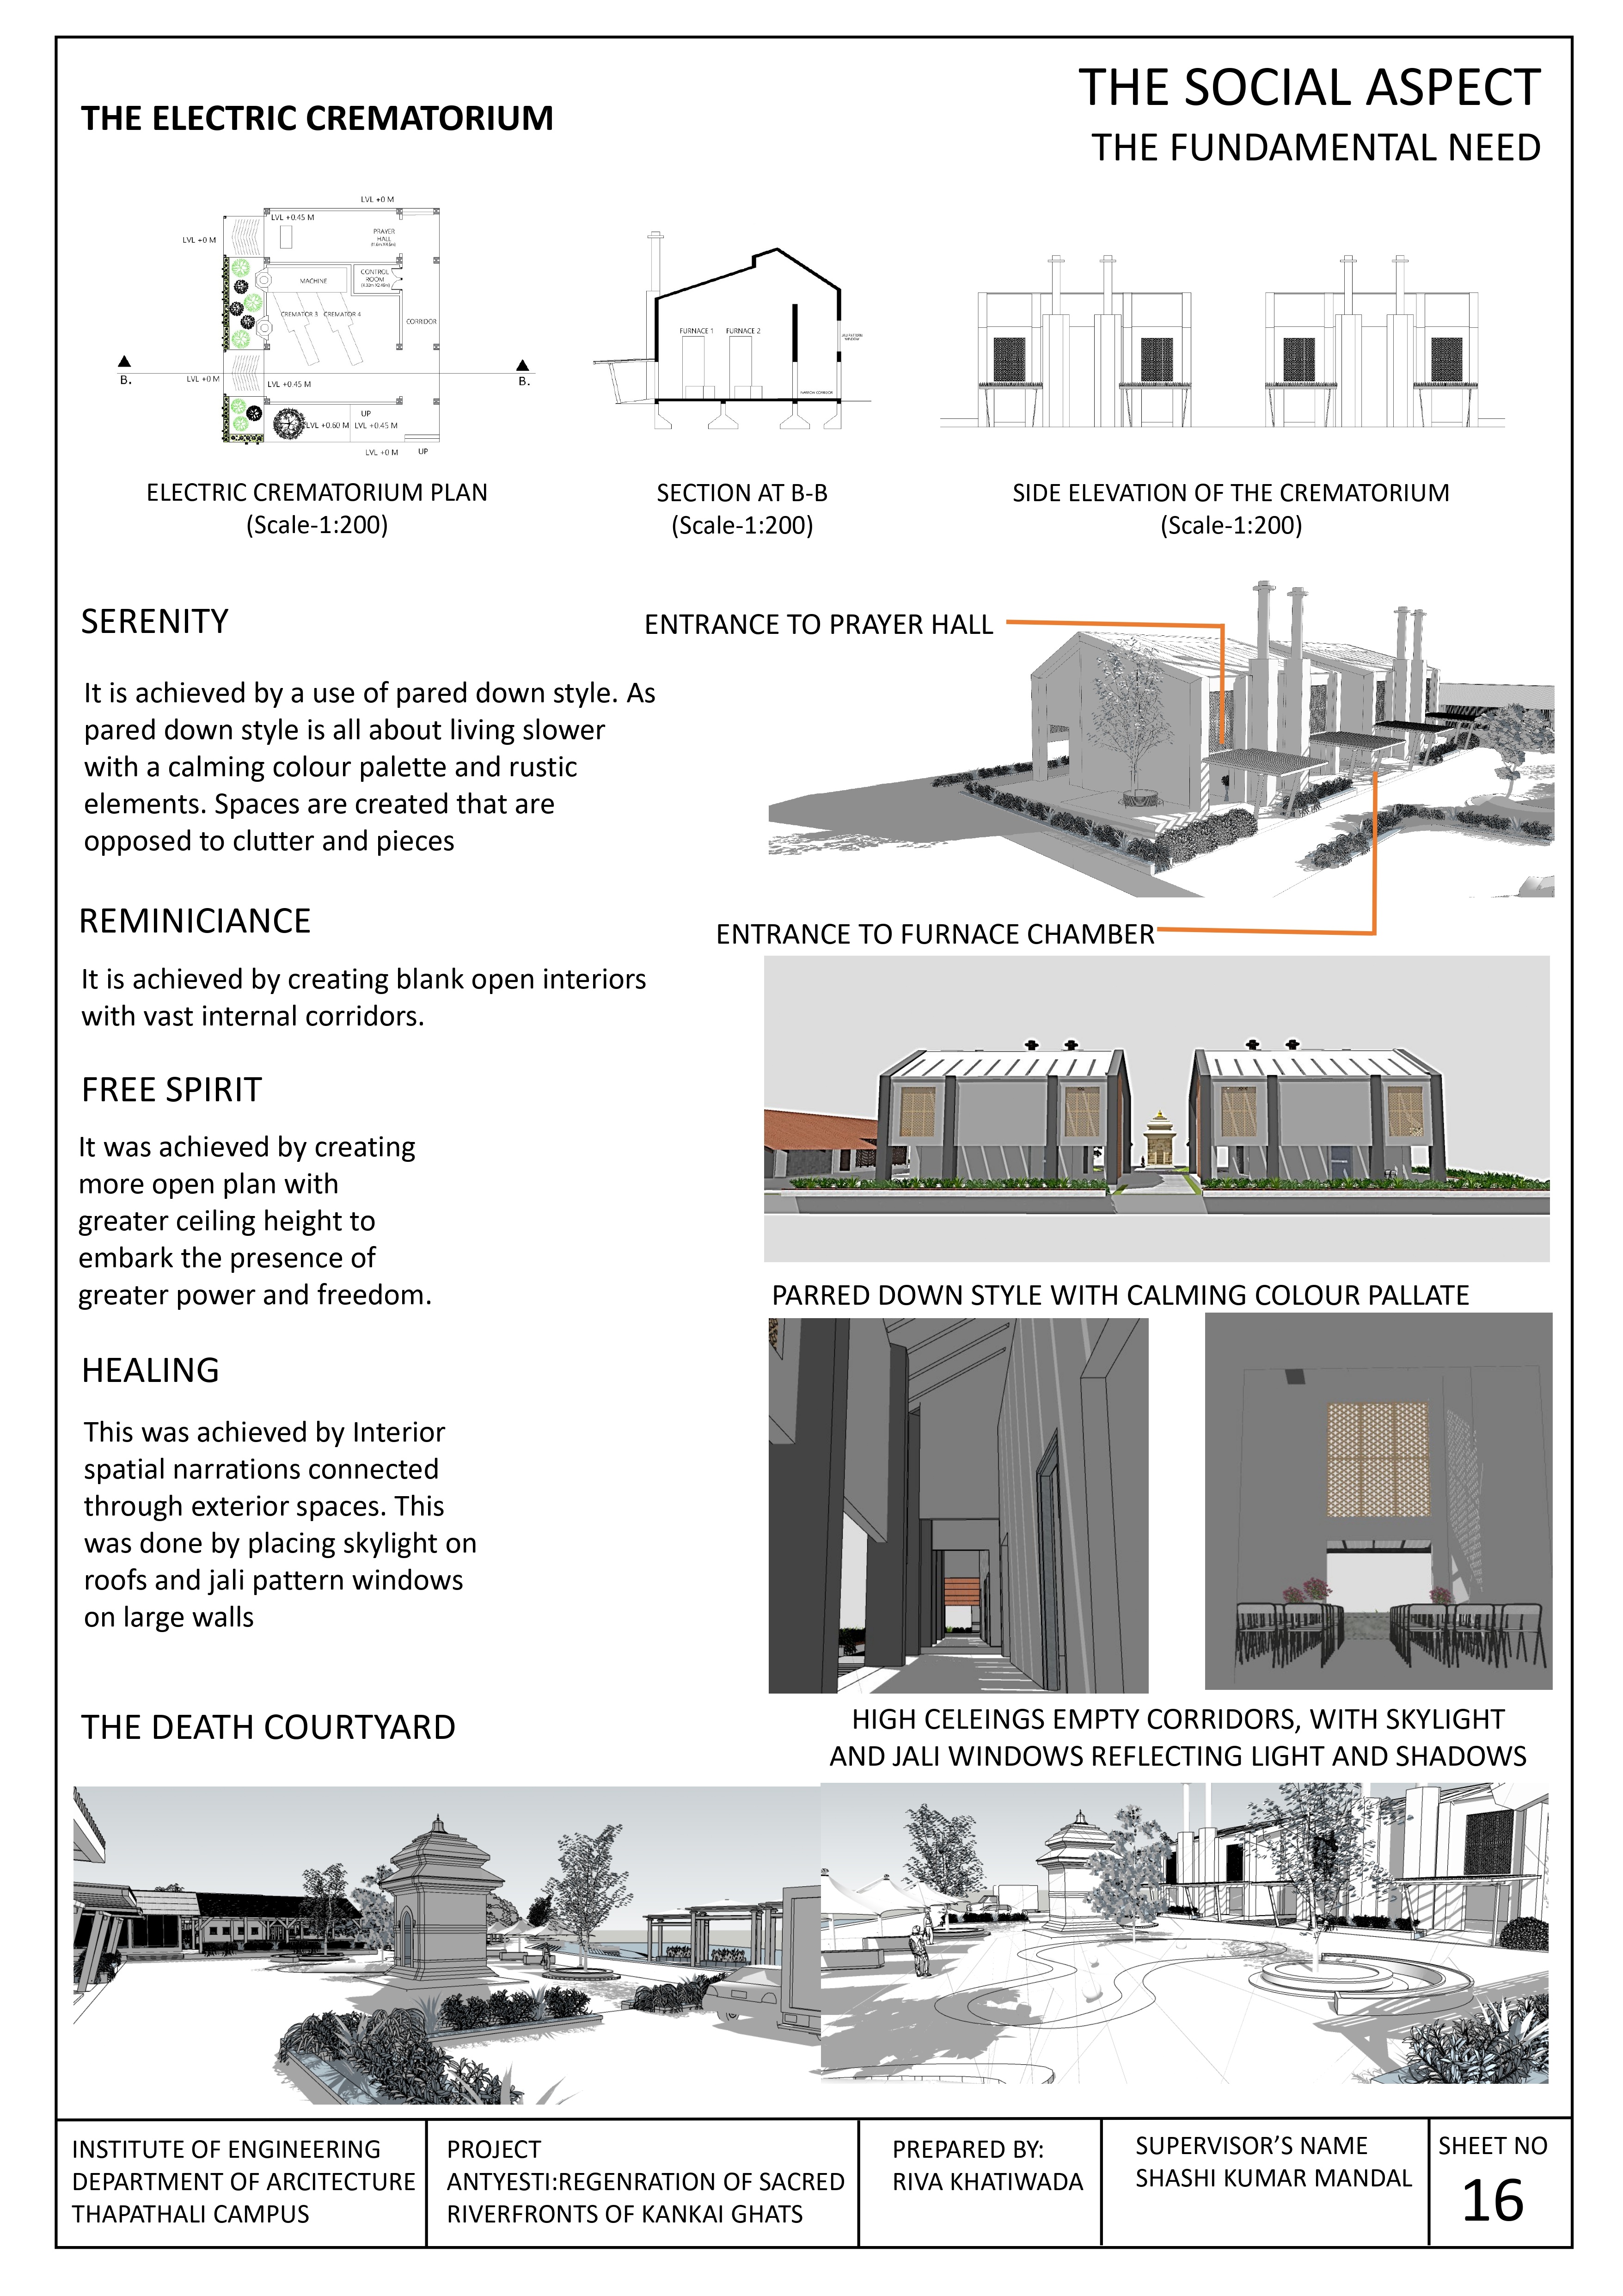 THE SOCIAL ASPECT
THE FUNDAMENTAL NEED
THE ELECTRIC CREMATORIUM
LVL +0 M
LVL +0.45 M
LVL +0 M
PRAYER
HALL
MACHINE
CONTROL
ROOM
CREMATOR 3
CREMATOR 4
CORRIDOR
B.
B.
LVL +0 M
LVL +0.45 M
UP
LVL +0.60 M
LVL +0.45 M
LVL +0 M
UP
FURNACE 1
FURNACE 2
ELECTRIC CREMATORIUM PLAN
(Scale-1:200)
SECTION AT B-B
(Scale-1:200)
SIDE ELEVATION OF THE CREMATORIUM
(Scale-1:200)
SERENITY
It is achieved by a use of pared down style. As
pared down style is all about living slower
with a calming colour palette and rustic
elements. Spaces are created that are
opposed to clutter and pieces
ENTRANCE TO PRAYER HALL
ENTRANCE TO FURNACE CHAMBER
REMINICIANCE
It is achieved by creating blank open interiors
with vast internal corridors.
FREE SPIRIT
It was achieved by creating
more open plan with
greater ceiling height to
embark the presence of
greater power and freedom.
PARRED DOWN STYLE WITH CALMING COLOUR PALLATE
HEALING
This was achieved by Interior
spatial narrations connected
through exterior spaces. This
was done by placing skylight on
roofs and jali pattern windows
on large walls
HIGH CELEINGS EMPTY CORRIDORS, WITH SKYLIGHT
AND JALI WINDOWS REFLECTING LIGHT AND SHADOWS
THE DEATH COURTYARD
INSTITUTE OF ENGINEERING
DEPARTMENT OF ARCITECTURE
THAPATHALI CAMPUS
PROJECT
ANTYESTI:REGENRATION OF SACRED
RIVERFRONTS OF KANKAI GHATS
PREPARED BY:
RIVA KHATIWADA
SUPERVISOR'S NAME
SHASHI KUMAR MANDAL
SHEET NO
16